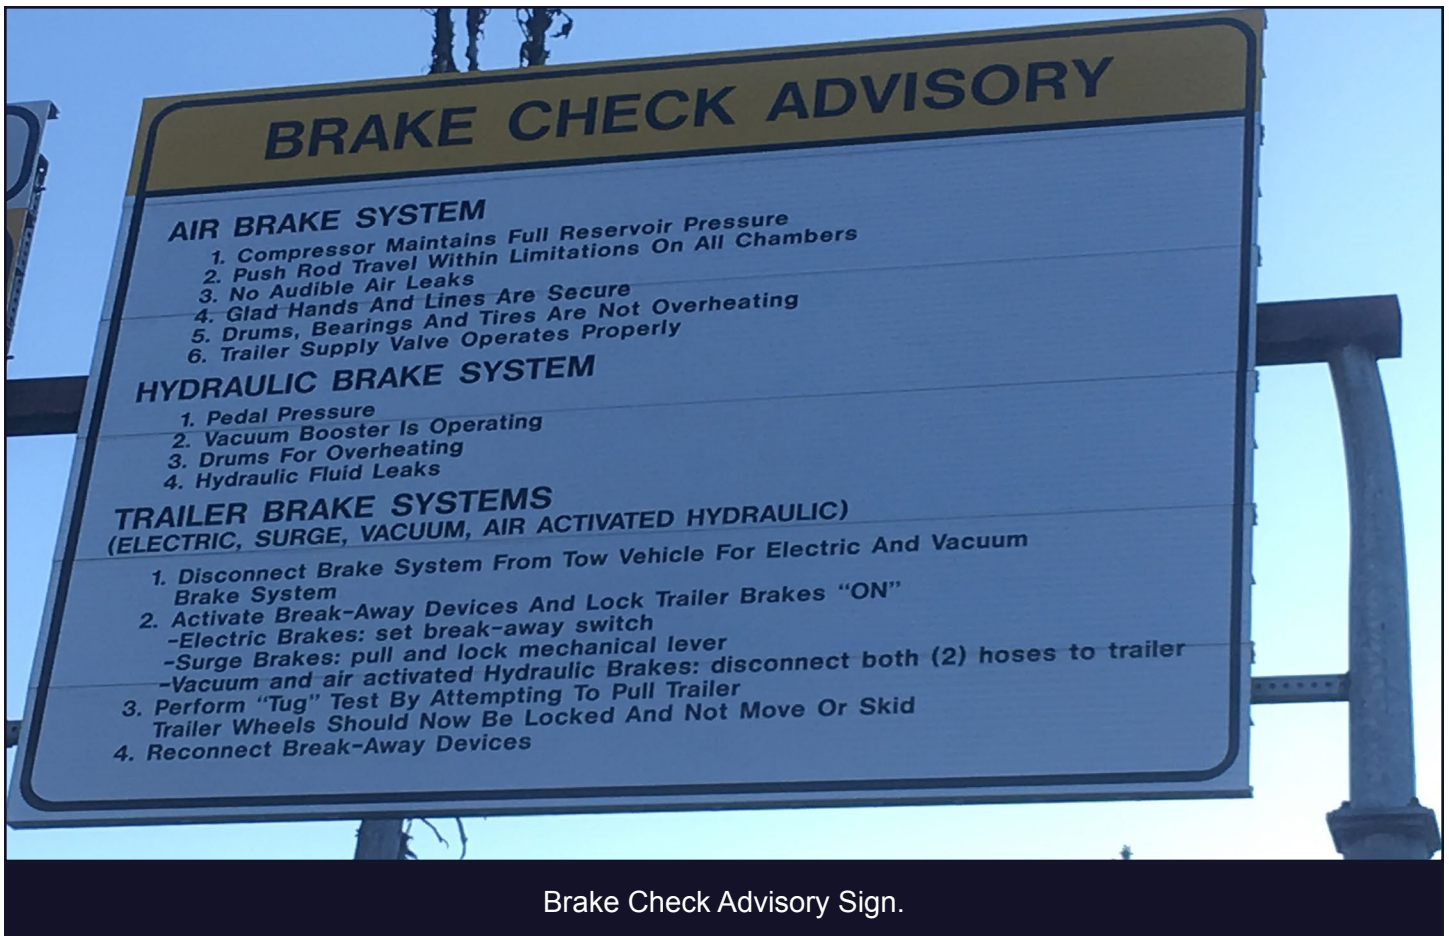 BRAKE CHECK ADVISORY
AIR BRAKE SYSTEM
1. Compressor Maintains Full Reservoir Pressure
2. Push Rod Travel Within Limitations On All Chambers
3. No Audible Air Leaks
4. Glad Hands And Lines Are Secure
5. Drums, Bearings And Tires Are Not Overheating
6. Trailer Supply Valve Operates Properly
HYDRAULIC BRAKE SYSTEM
1. Pedal Pressure
2. Vacuum Booster Is Operating
3. Drums For Overheating
4. Hydraulic Fluid Leaks
TRAILER BRAKE SYSTEMS
(ELECTRIC, SURGE, VACUUM, AIR ACTIVATED HYDRAULIC)
1. Disconnect Brake System From Tow Vehicle For Electric And Vacuum
Brake System
2. Activate Break-Away Devices And Lock Trailer Brakes “ON”
-Electric Brakes: set break-away switch
-Surge Brakes: pull and lock mechanical lever
-Vacuum and air activated Hydraulic Brakes: disconnect both (2) hoses to trailer
3. Perform “Tug” Test By Attempting To Pull Trailer
Trailer Wheels Should Now Be Locked And Not Move Or Skid
4. Reconnect Break-Away Devices
Brake Check Advisory Sign.